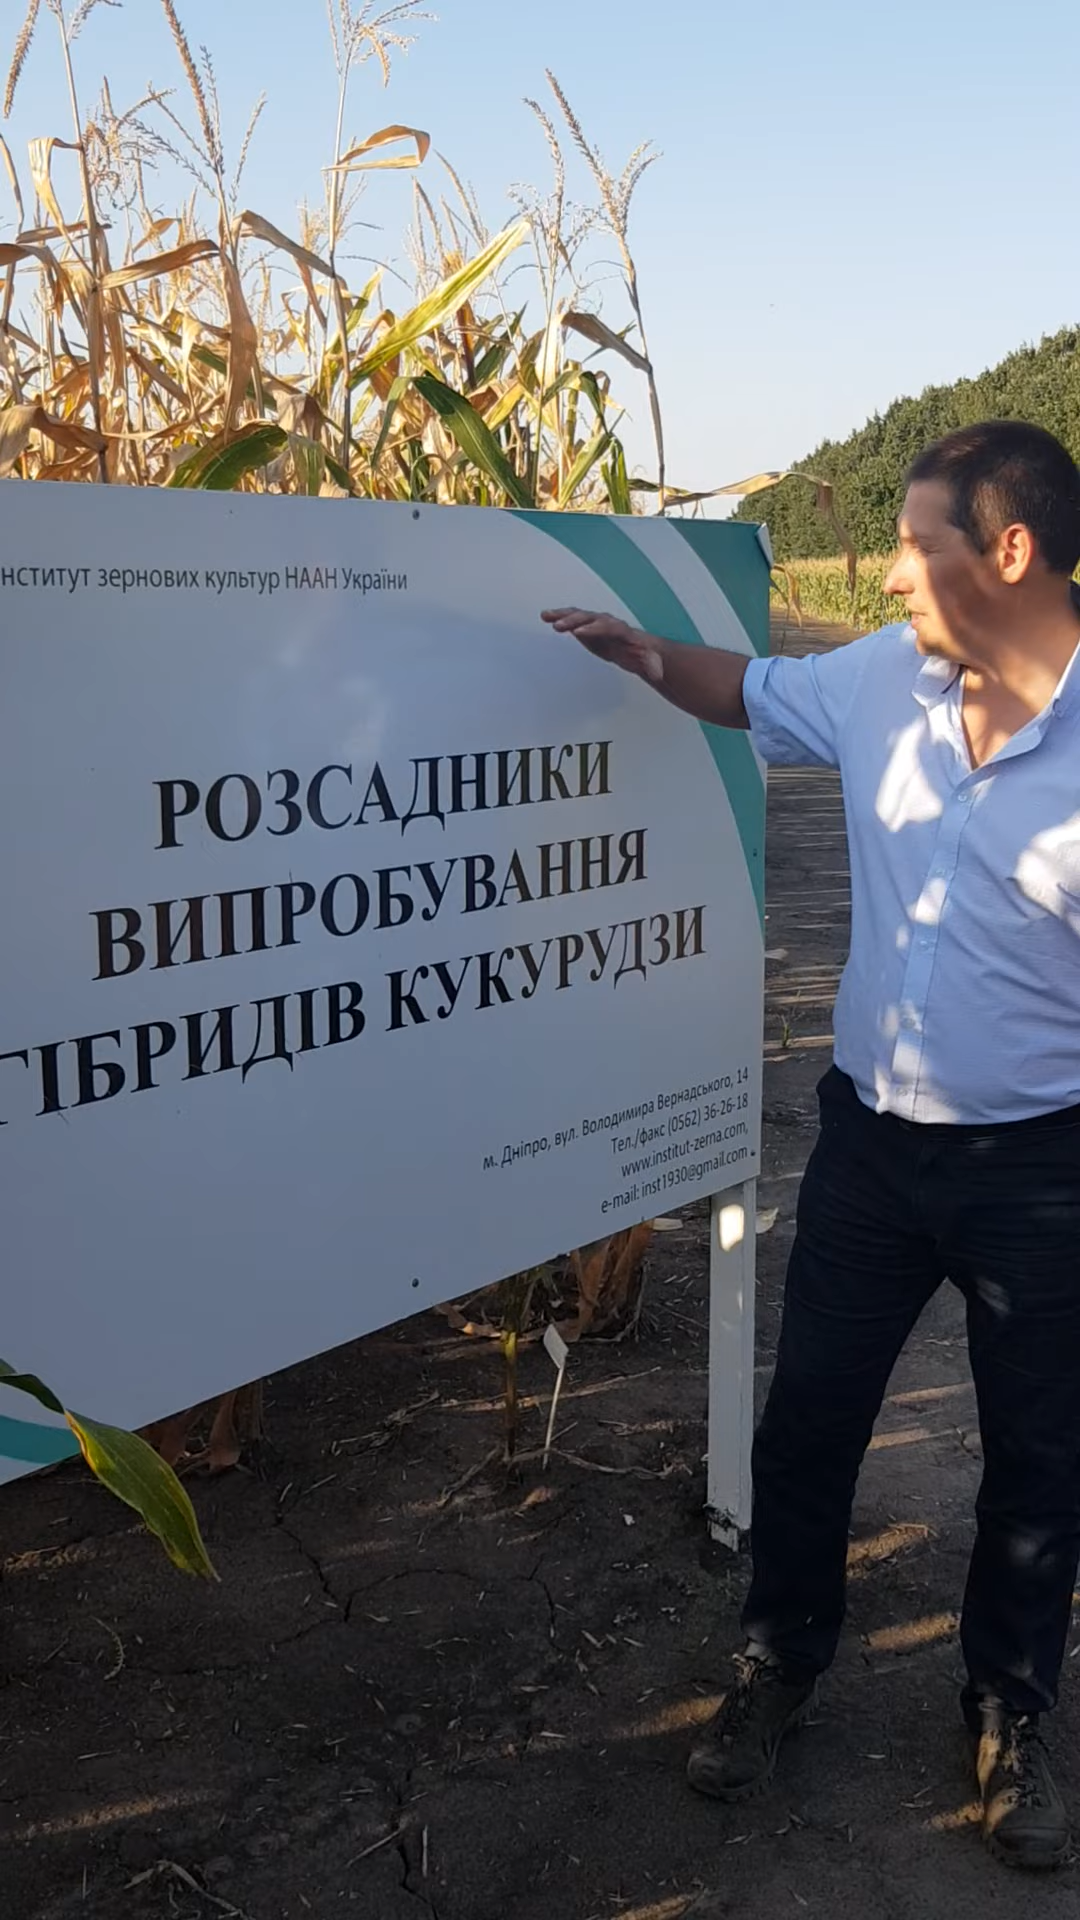 нститут зернових культур НААН України
РОЗСАДНИКИ
ВИПРОБУВАННЯ
ГІБРИДІВ КУКУРУДЗИ
м. Дніпро, вул. Володимира Вернадського, 14
Тел./факс (0562) 36-26-18
www.institut-zerna.com,
e-mail: inst1930@gmail.com